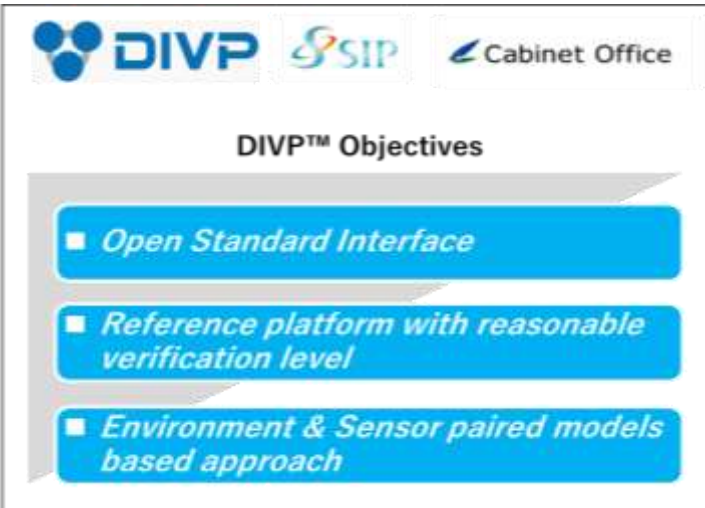 DIVP
SIP
Cabinet Office
DIVP™ Objectives
■ Open Standard Interface
■ Reference platform with reasonable
verification level
■ Environment & Sensor paired models
based approach